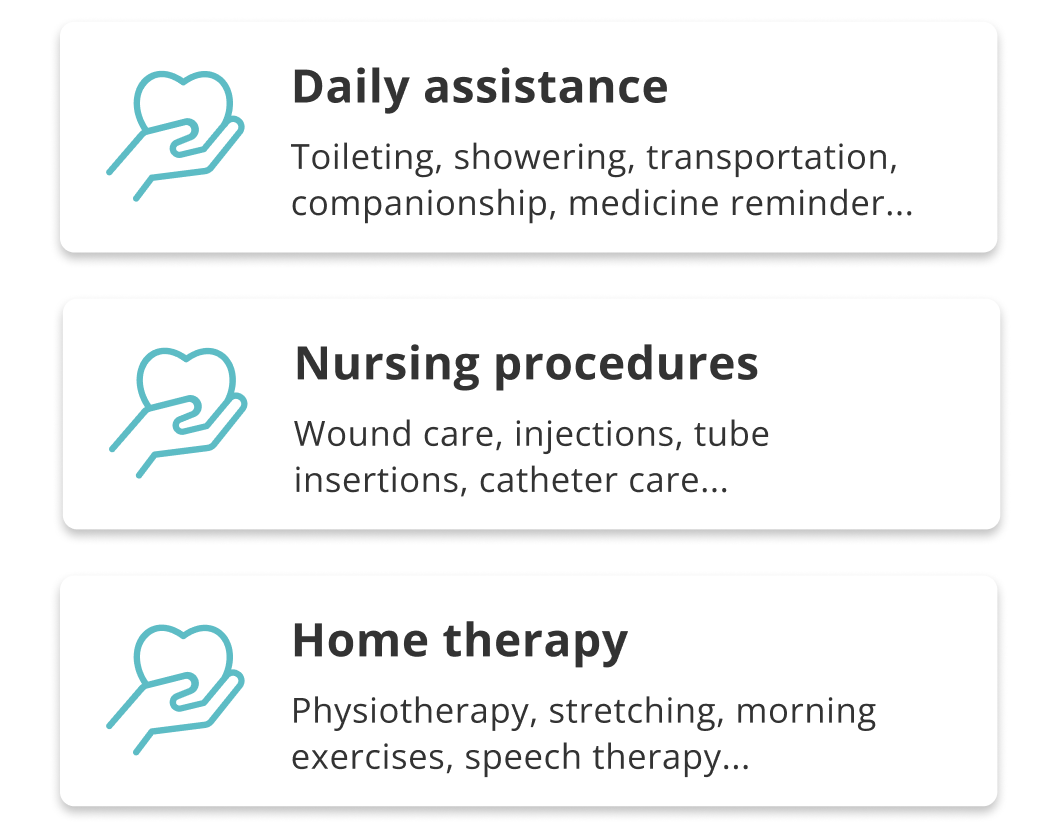 Daily assistance
Toileting, showering, transportation,
companionship, medicine reminder...
Nursing procedures
Wound care, injections, tube
insertions, catheter care...
Home therapy
Physiotherapy, stretching, morning
exercises, speech therapy...